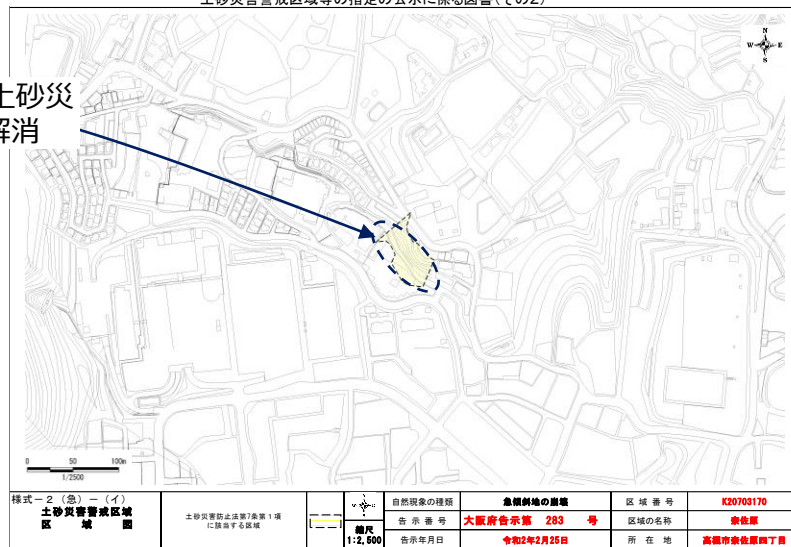 土砂災害警戒区域等の指定の公示に係る図書(その2)
土砂災
解消
N
W E
S
0 50 100m
1/2500
様式-2 (急)-(イ)
土砂災害警戒区域
区域図
土砂災害防止法第7条第1項
に該当する区域
縮尺
1:2,500
自然現象の種類
急傾斜地の崩壊
区域番号
K20703170
告示番号
大阪府告示第 283 号
区域の名称
奈佐原
告示年月日
令和2年2月25日
所在地
高槻市奈佐原四丁目